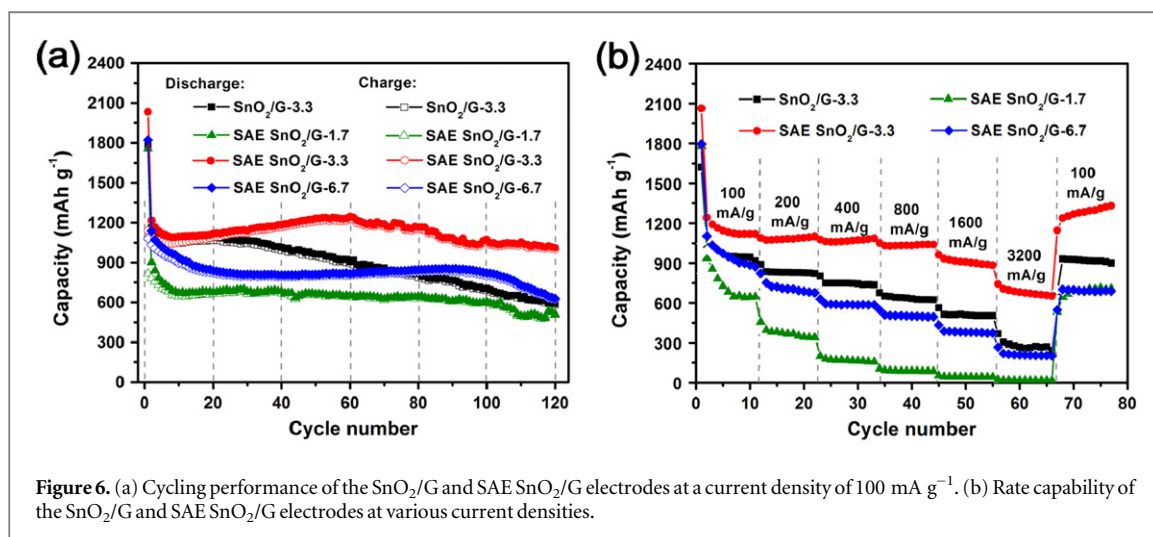 (a)
2400
2100
1800
1500
1200
900
600
300
0
Capacity (mAh g⁻¹)
Discharge: Charge:
SnO₂/G-3.3 SnO₂/G-3.3
SAE SnO₂/G-1.7 SAE SnO₂/G-1.7
SAE SnO₂/G-3.3 SAE SnO₂/G-3.3
SAE SnO₂/G-6.7 SAE SnO₂/G-6.7
0 20 40 60 80 100 120
Cycle number
(b)
2400
2100
1800
1500
1200
900
600
300
0
Capacity (mAh g⁻¹)
SnO₂/G-3.3 SAE SnO₂/G-1.7
SAE SnO₂/G-3.3 SAE SnO₂/G-6.7
100
mA/g
200
mA/g
400
mA/g
800
mA/g
1600
mA/g
3200
mA/g
100
mA/g
0 10 20 30 40 50 60 70 80
Cycle number
Figure 6. (a) Cycling performance of the SnO₂/G and SAE SnO₂/G electrodes at a current density of 100 mA g⁻¹. (b) Rate capability of
the SnO₂/G and SAE SnO₂/G electrodes at various current densities.